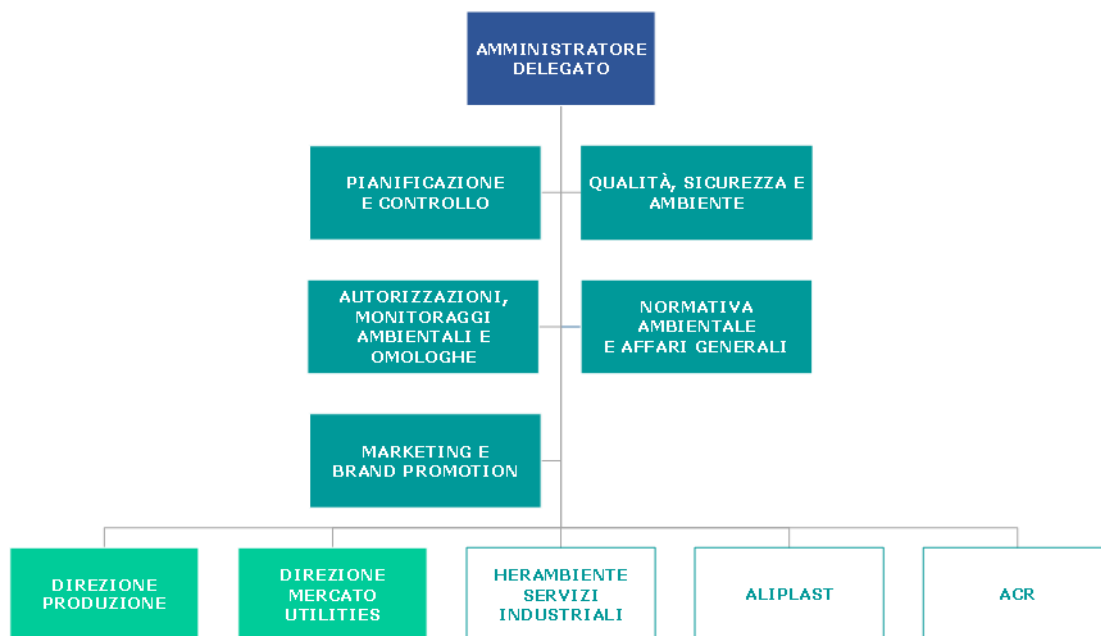 AMMINISTRATORE
DELEGATO
PIANIFICAZIONE
E CONTROLLO
QUALITÀ, SICUREZZA E
AMBIENTE
AUTORIZZAZIONI,
MONITORAGGI
AMBIENTALI E
OMOLOGHE
NORMATIVA
AMBIENTALE
E AFFARI GENERALI
MARKETING E
BRAND PROMOTION
DIREZIONE
PRODUZIONE
DIREZIONE
MERCATO
UTILITIES
HERAMBIENTE
SERVIZI
INDUSTRIALI
ALIPLAST
ACR